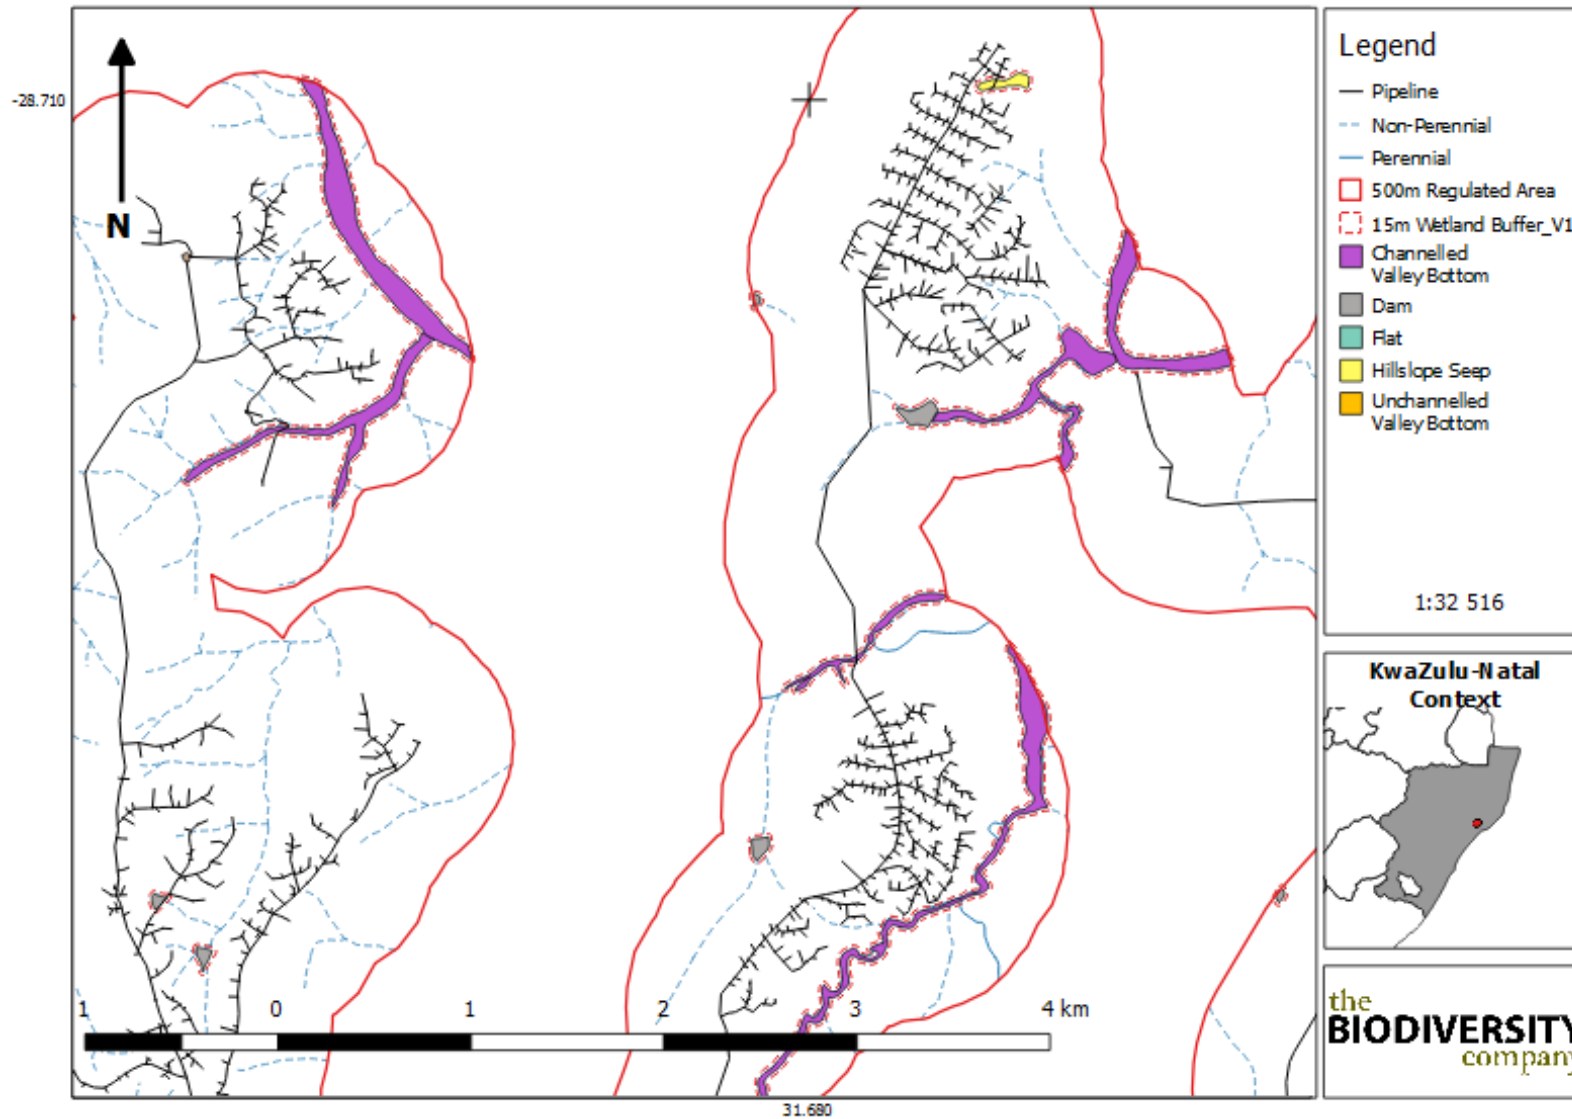 -28.710
N
1 0 1 2 3 4 km
31.680
Legend
Pipeline
Non-Perennial
Perennial
500m Regulated Area
15m Wetland Buffer_V1
Channelled
Valley Bottom
Dam
Flat
Hillslope Seep
Unchannelled
Valley Bottom
1:32 516
KwaZulu-Natal
Context
the
BIODIVERSITY
company